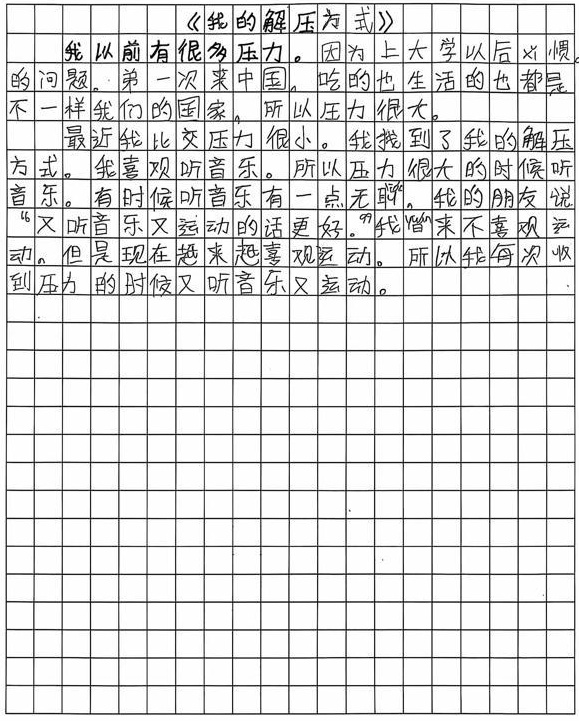 《我的解压方式》
我以前有很多压力。因为上大学以后习惯
的问题。第一次来中国。吃的也生活的也都是
不一样我们的国家，所以压力很大。
最近我比交压力很小。我找到了我的解压
方式。我喜欢听音乐。所以压力很大的时候听
音乐。有时候听音乐有一点无聊。我的朋友说
“又听音乐又运动的话更好。”我 来不喜欢运
动。但是现在越来越喜欢运动。所以我每次收
到压力的时候又听音乐又运动。